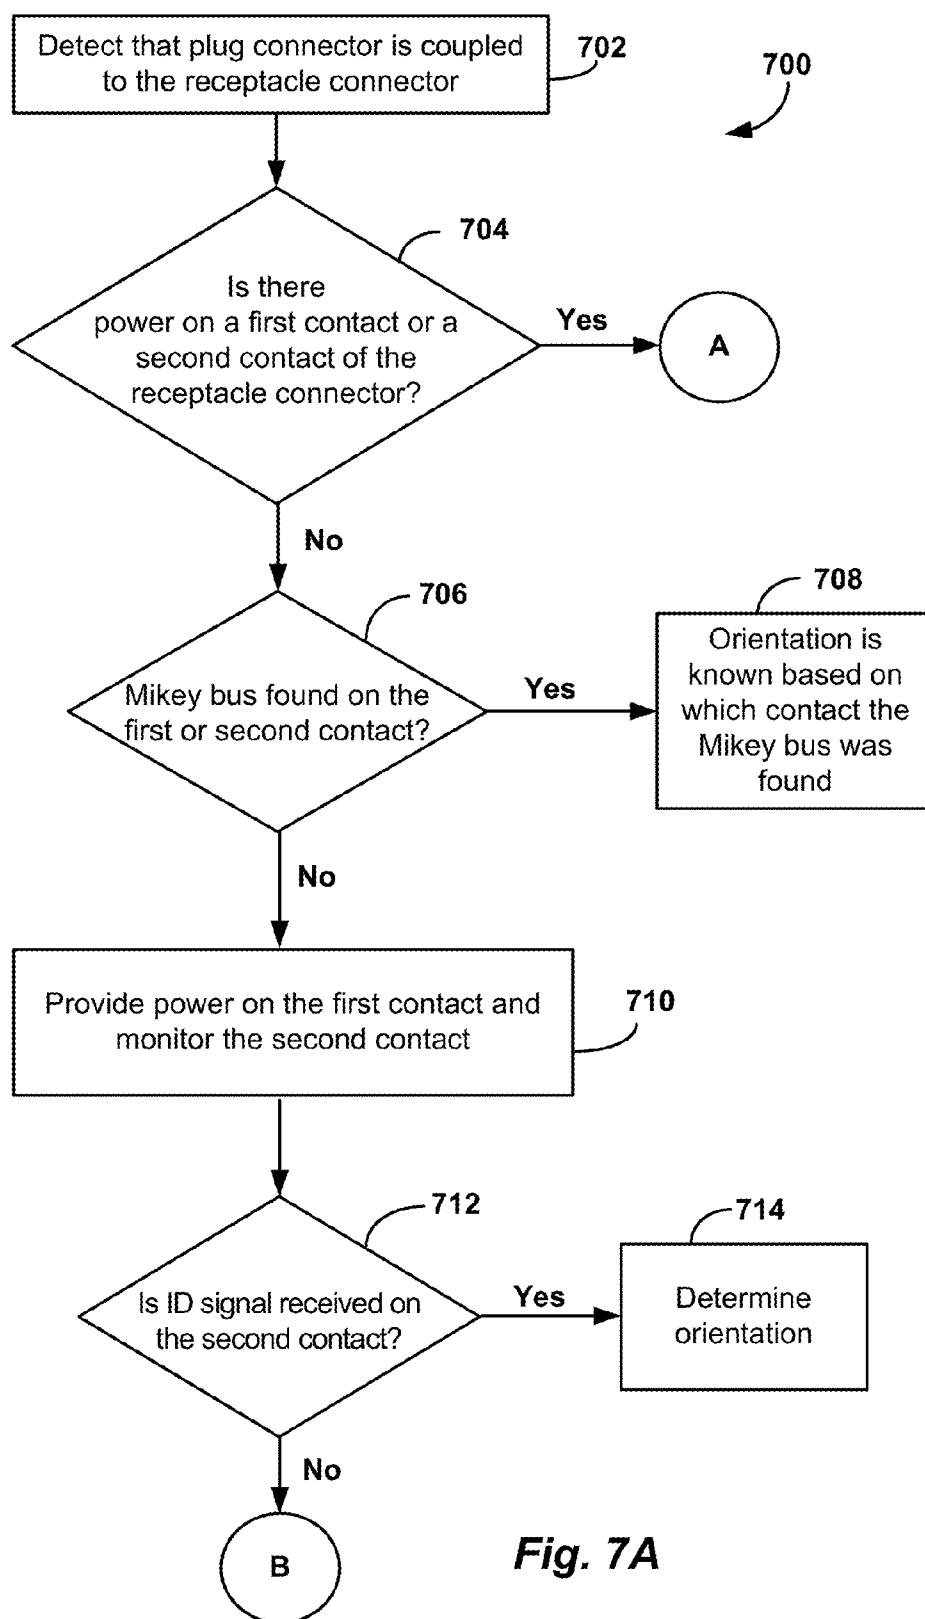 Detect that plug connector is coupled
to the receptacle connector
702
700
704
Is there
power on a first contact or a
second contact of the
receptacle connector?
Yes
A
No
706
708
Mikey bus found on the
first or second contact?
Yes
Orientation is
known based on
which contact the
Mikey bus was
found
No
Provide power on the first contact and
monitor the second contact
710
712
714
Is ID signal received on
the second contact?
Yes
Determine
orientation
No
B
Fig. 7A